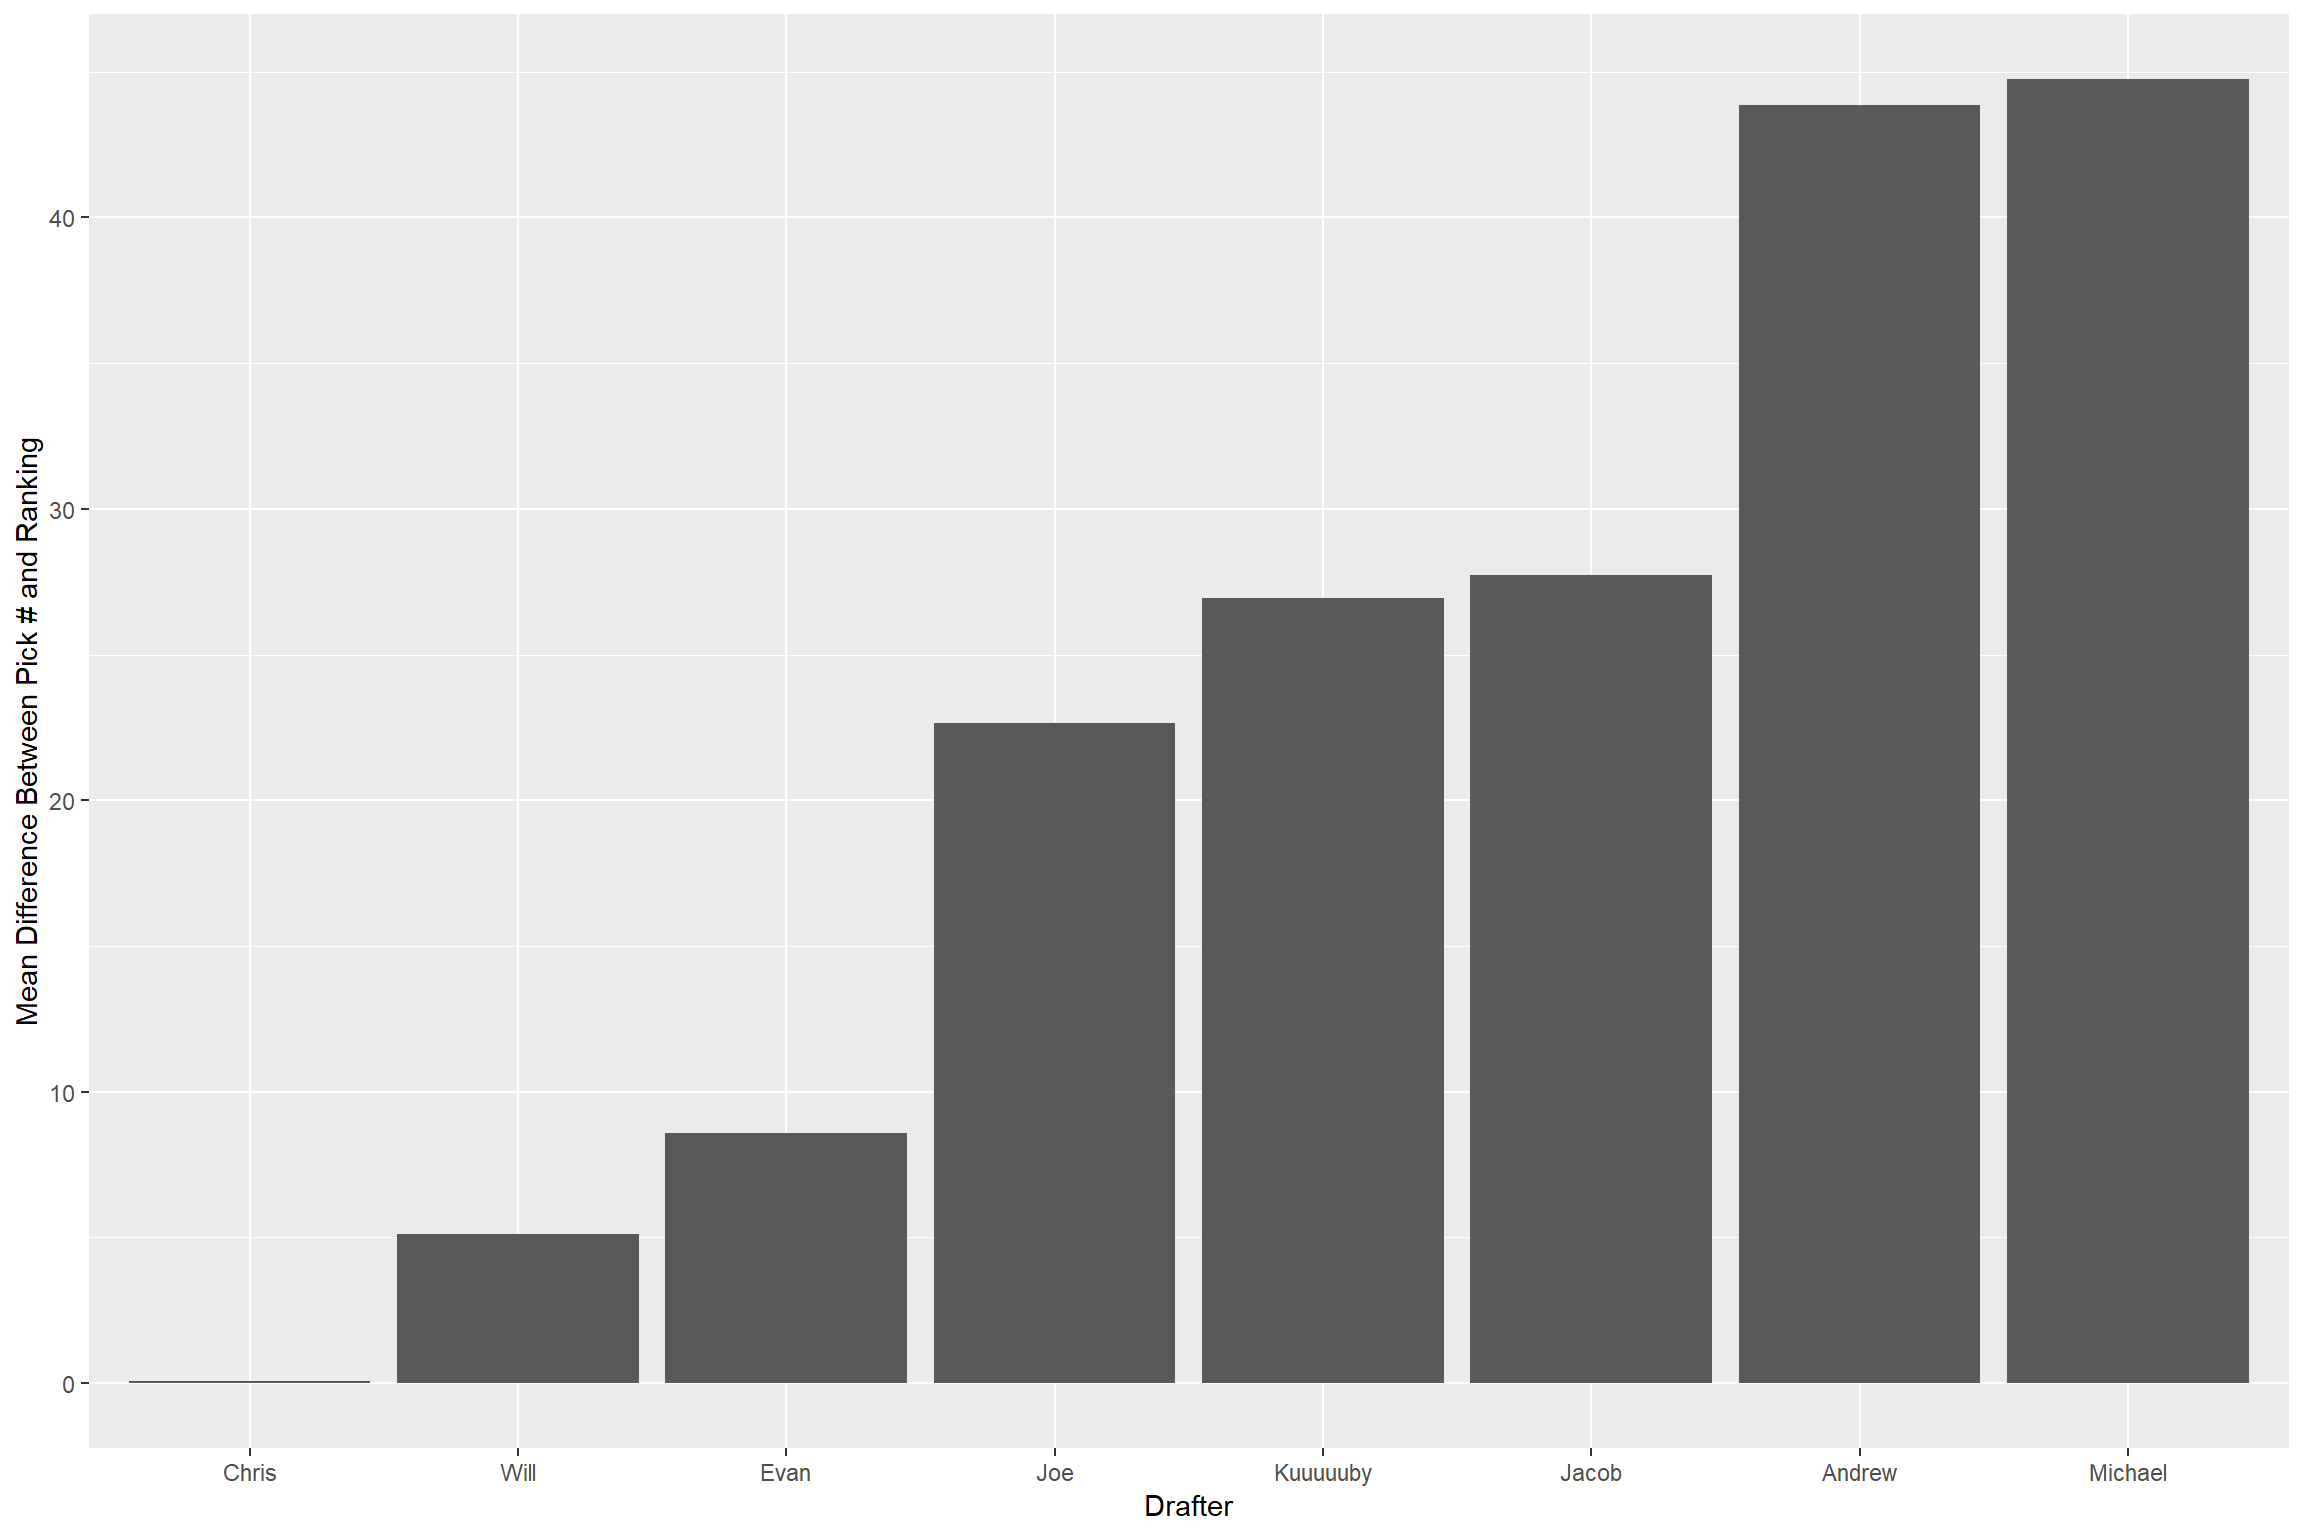 Mean Difference Between Pick # and Ranking
40
30
20
10
0
Chris Will Evan Joe Kuuuuuby Jacob Andrew Michael
Drafter